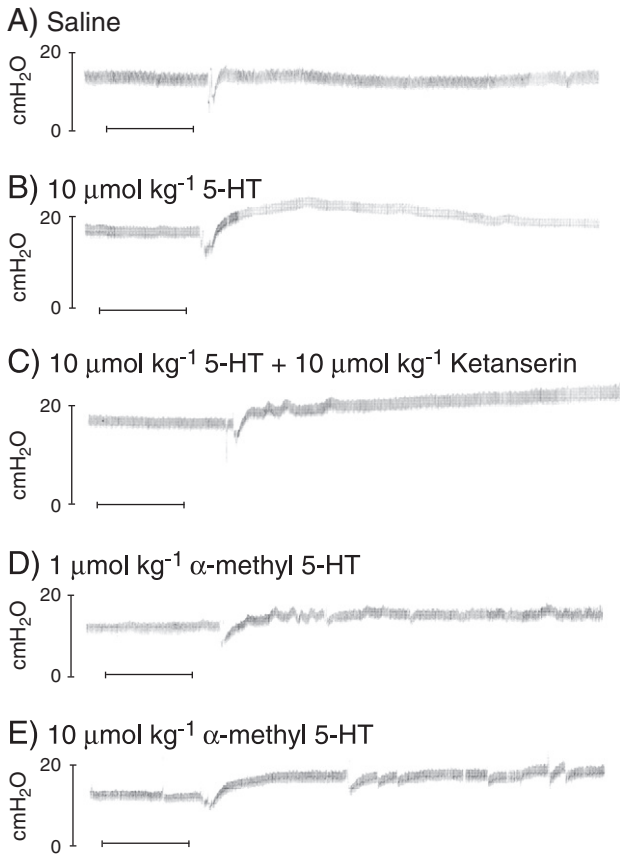 A) Saline
20
cmH₂O
0
B) 10 μmol kg⁻¹ 5-HT
20
cmH₂O
0
C) 10 μmol kg⁻¹ 5-HT + 10 μmol kg⁻¹ Ketanserin
20
cmH₂O
0
D) 1 μmol kg⁻¹ α-methyl 5-HT
20
cmH₂O
0
E) 10 μmol kg⁻¹ α-methyl 5-HT
20
cmH₂O
0